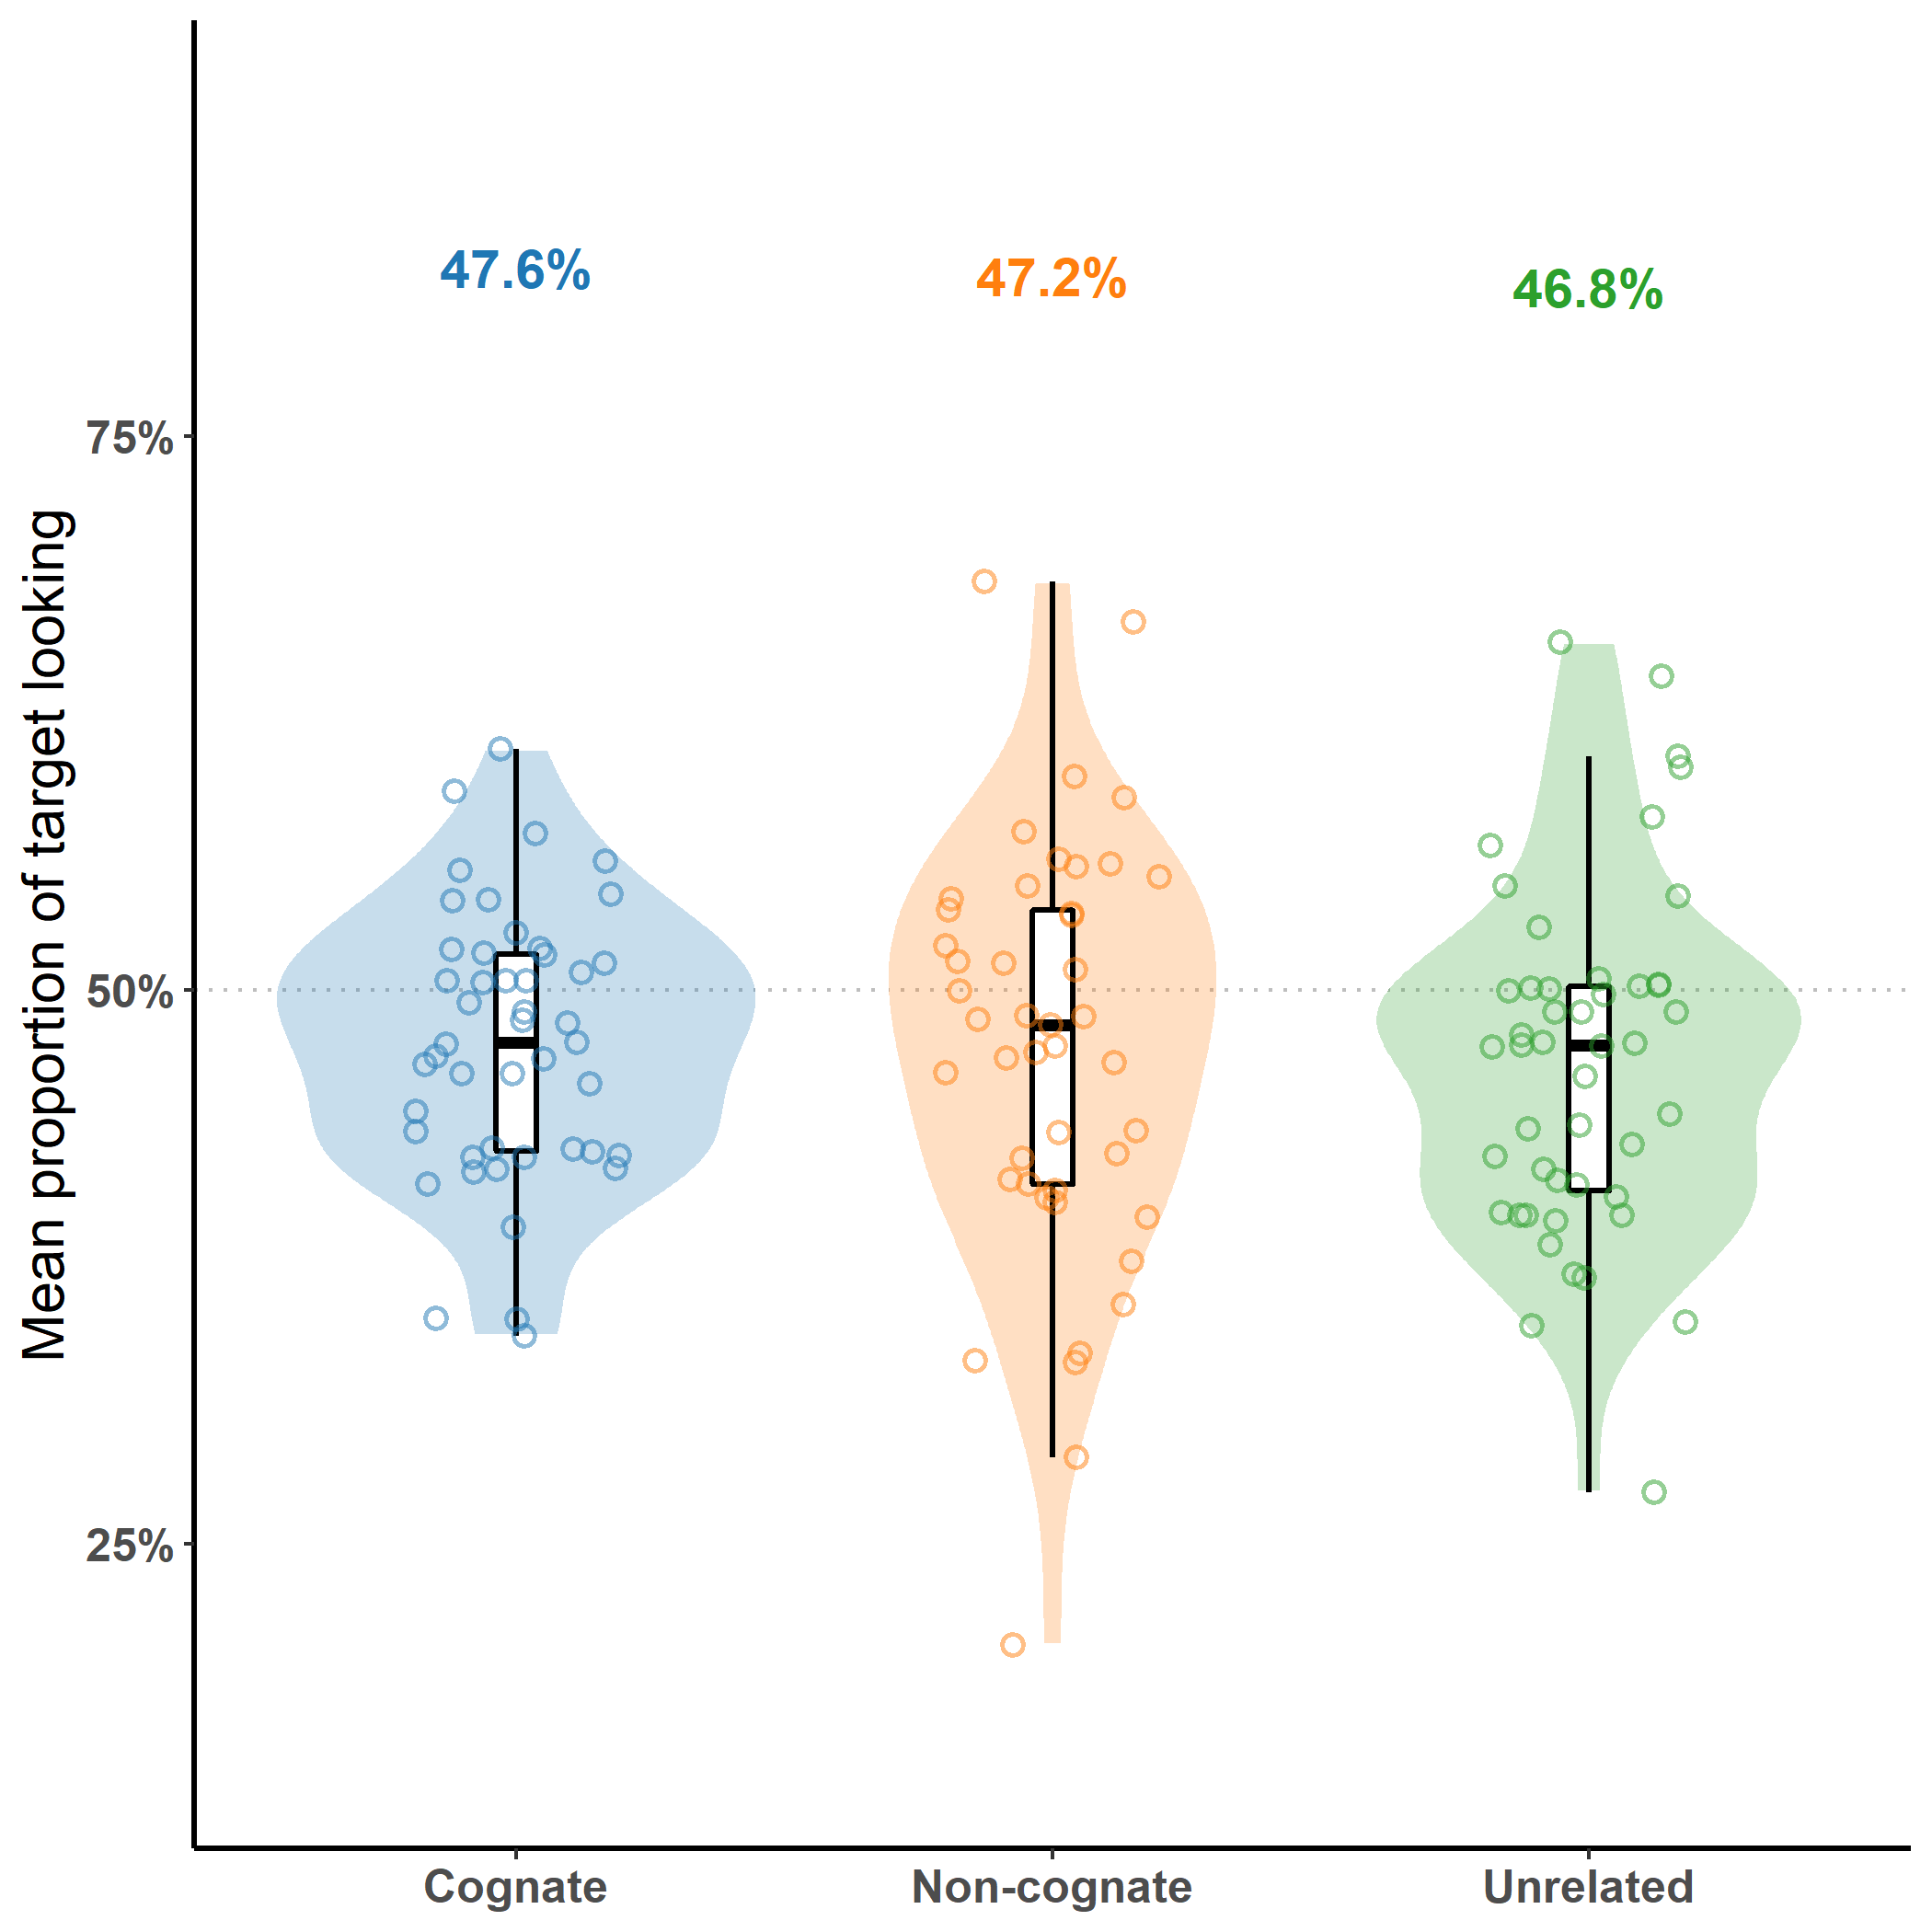 47.6%
47.2%
46.8%
75%
50%
25%
Mean proportion of target looking
Cognate
Non-cognate
Unrelated